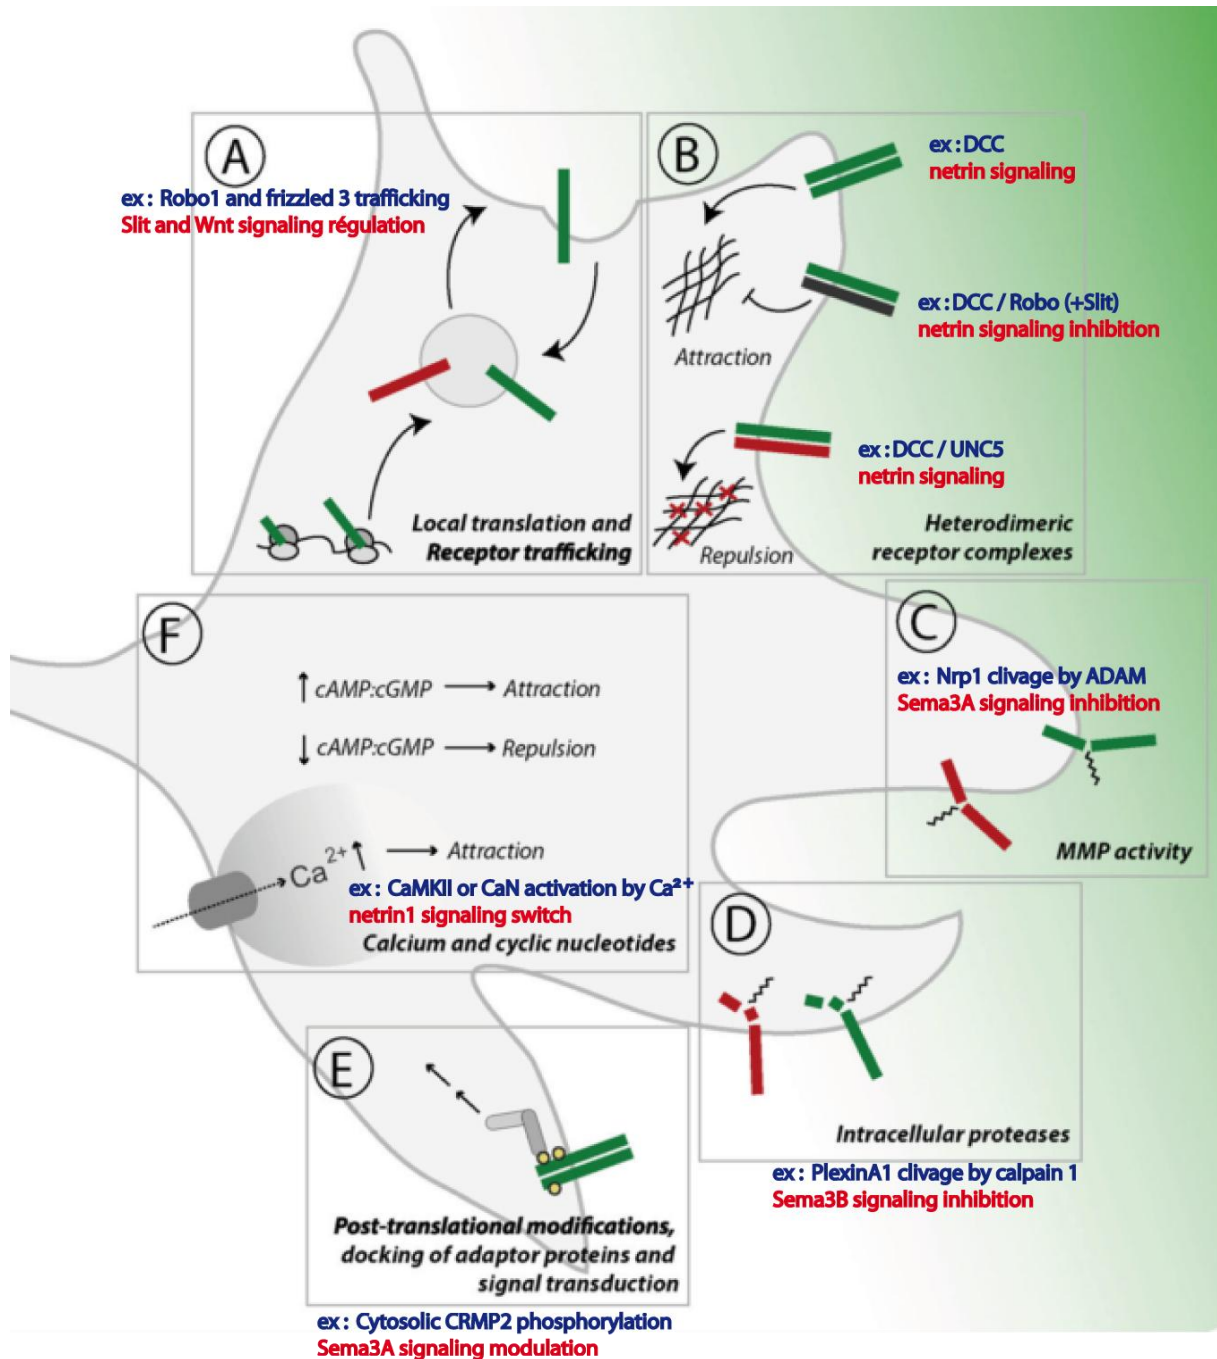 A
ex : Robo1 and frizzled 3 trafficking
Slit and Wnt signaling régulation
Local translation and
Receptor trafficking
B
ex : DCC
netrin signaling
ex : DCC / Robo (+Slit)
netrin signaling inhibition
Attraction
ex : DCC / UNC5
netrin signaling
Repulsion
Heterodimeric
receptor complexes
C
ex : Nrp1 clivage by ADAM
Sema3A signaling inhibition
MMP activity
F
↑ cAMP:cGMP → Attraction
↓ cAMP:cGMP → Repulsion
Ca²⁺ ↑ → Attraction
ex : CaMKII or CaN activation by Ca²⁺
netrin1 signaling switch
Calcium and cyclic nucleotides
D
Intracellular proteases
ex : PlexinA1 clivage by calpain 1
Sema3B signaling inhibition
E
Post-translational modifications,
docking of adaptor proteins and
signal transduction
ex : Cytosolic CRMP2 phosphorylation
Sema3A signaling modulation